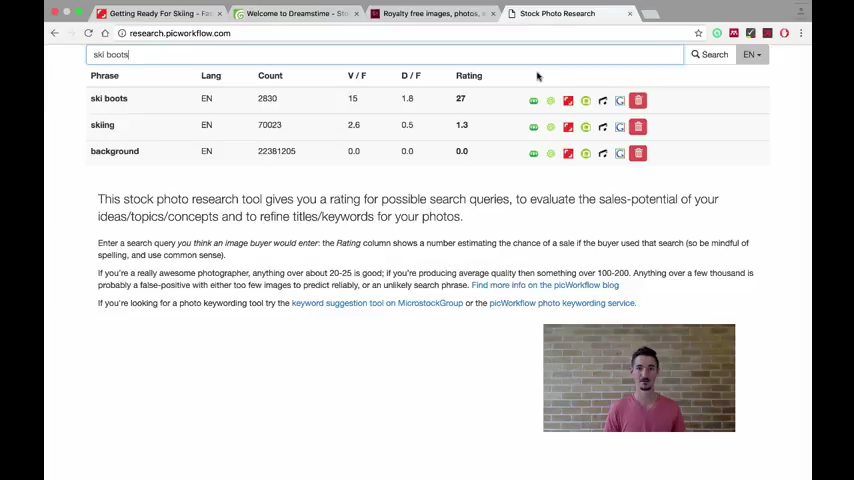 Getting Ready For Skiing - Fas
Welcome to Dreamstime - Sto
Royalty free images, photos, v
Stock Photo Research
research.picworkflow.com
ski boots
Search
EN
Phrase Lang Count V / F D / F Rating
ski boots EN 2830 15 1.8 27
skiing EN 70023 2.6 0.5 1.3
background EN 22381205 0.0 0.0 0.0
This stock photo research tool gives you a rating for possible search queries, to evaluate the sales-potential of your
ideas/topics/concepts and to refine titles/keywords for your photos.
Enter a search query you think an image buyer would enter: the Rating column shows a number estimating the chance of a sale if the buyer used that search (so be mindful of
spelling, and use common sense).
If you're a really awesome photographer, anything over about 20-25 is good; if you're producing average quality then something over 100-200. Anything over a few thousand is
probably a false-positive with either too few images to predict reliably, or an unlikely search phrase. Find more info on the picWorkflow blog
If you're looking for a photo keywording tool try the keyword suggestion tool on MicrostockGroup or the picWorkflow photo keywording service.